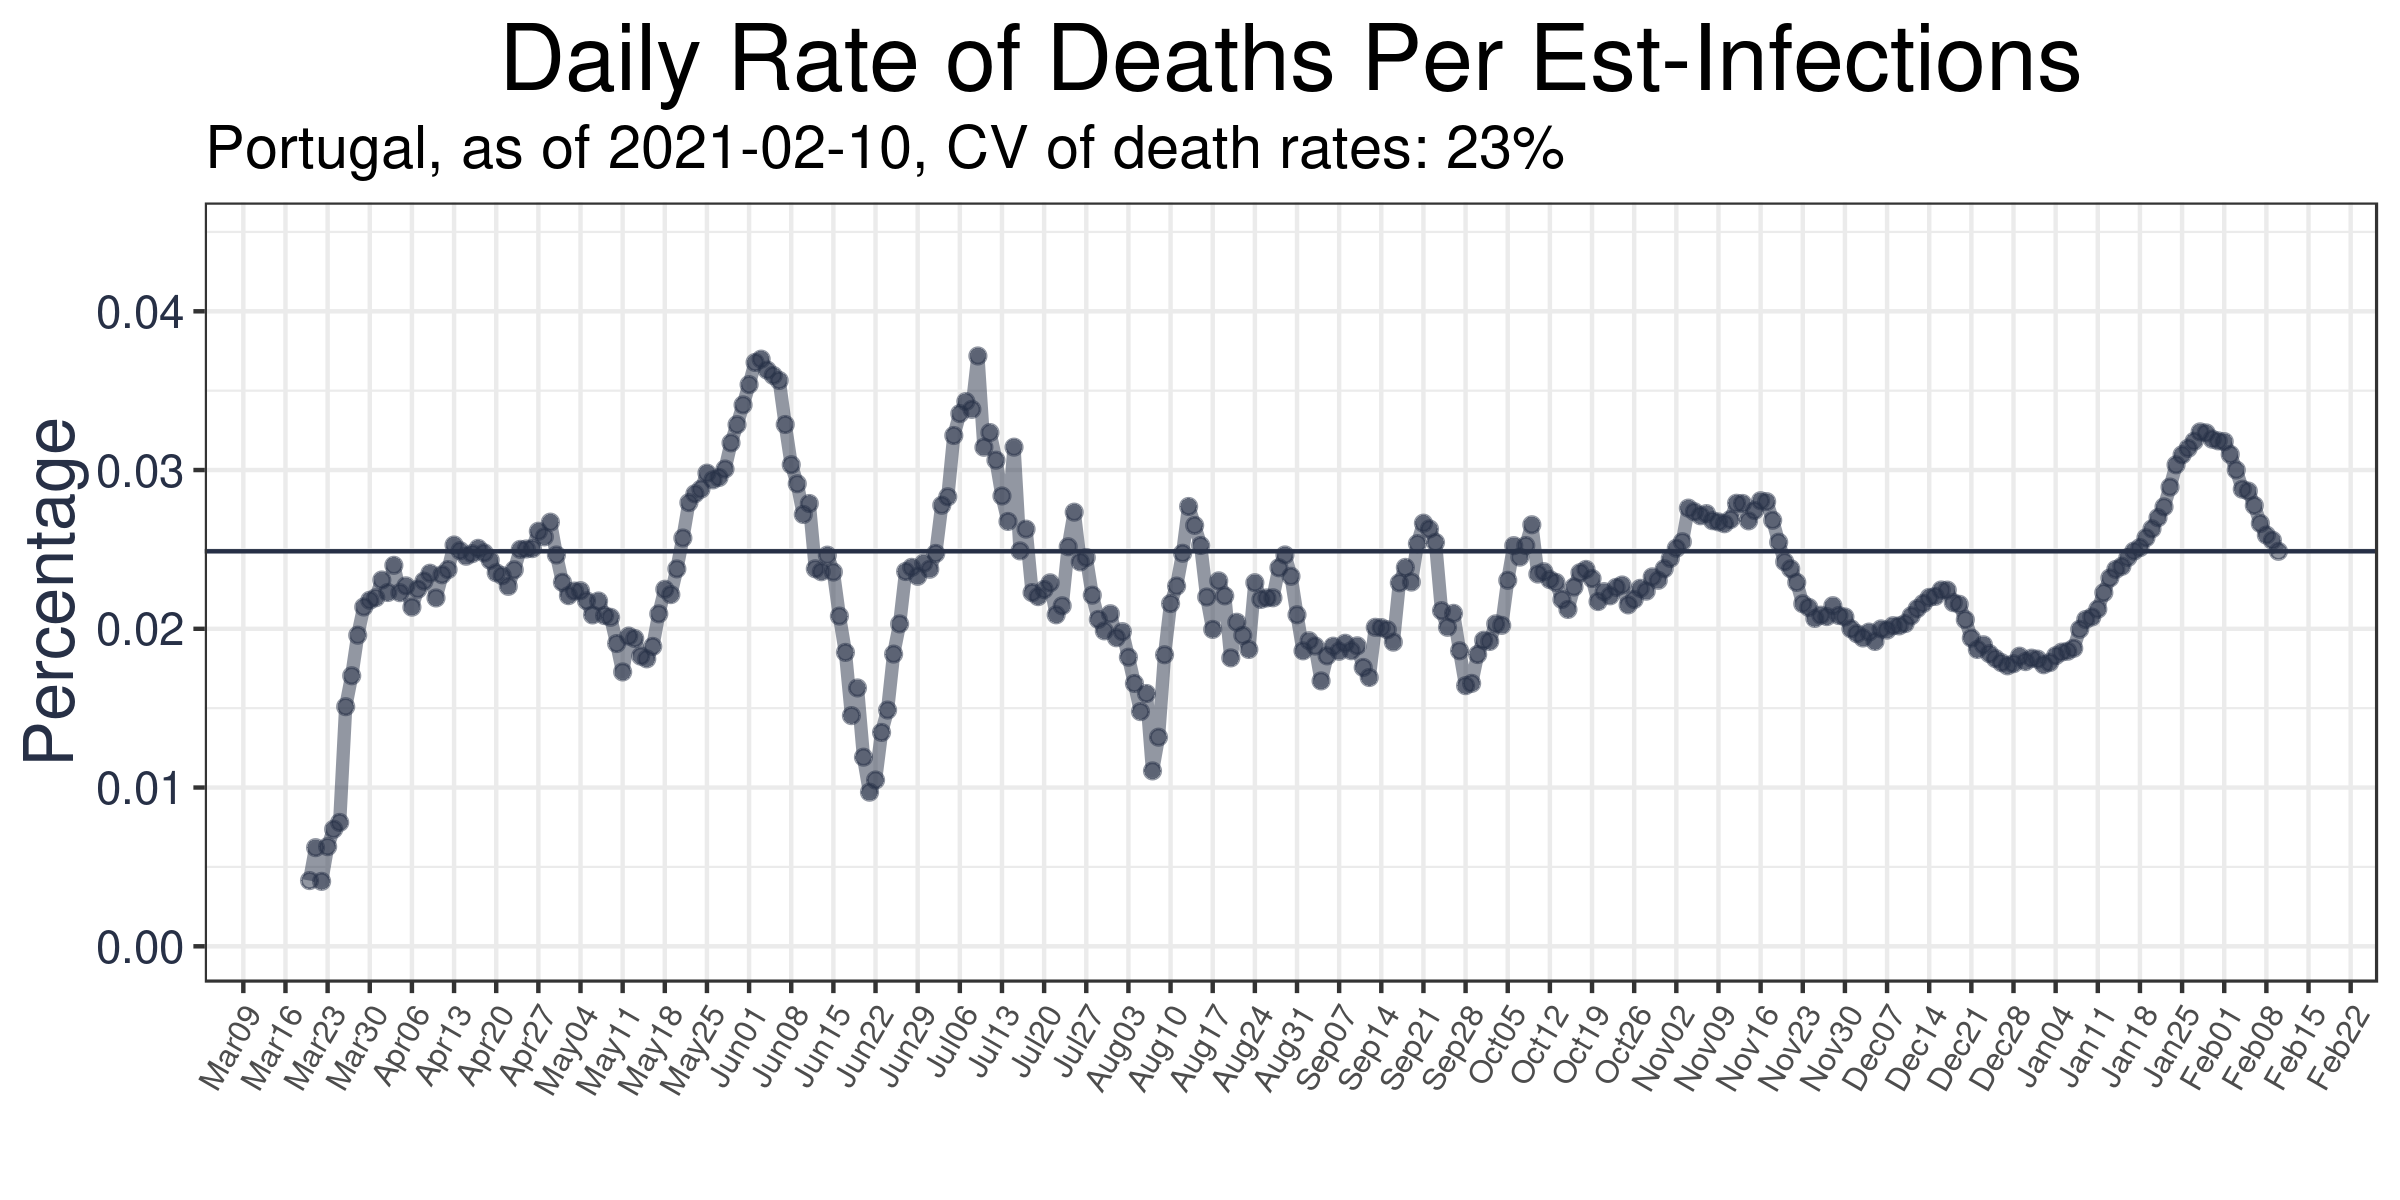 Daily Rate of Deaths Per Est-Infections
Portugal, as of 2021-02-10, CV of death rates: 23%
Percentage
0.04
0.03
0.02
0.01
0.00
Mar09
Mar16
Mar23
Mar30
Apr06
Apr13
Apr20
Apr27
May04
May11
May18
May25
Jun01
Jun08
Jun15
Jun22
Jun29
Jul06
Jul13
Jul20
Jul27
Aug03
Aug10
Aug17
Aug24
Aug31
Sep07
Sep14
Sep21
Sep28
Oct05
Oct12
Oct19
Oct26
Nov02
Nov09
Nov16
Nov23
Nov30
Dec07
Dec14
Dec21
Dec28
Jan04
Jan11
Jan18
Jan25
Feb01
Feb08
Feb15
Feb22